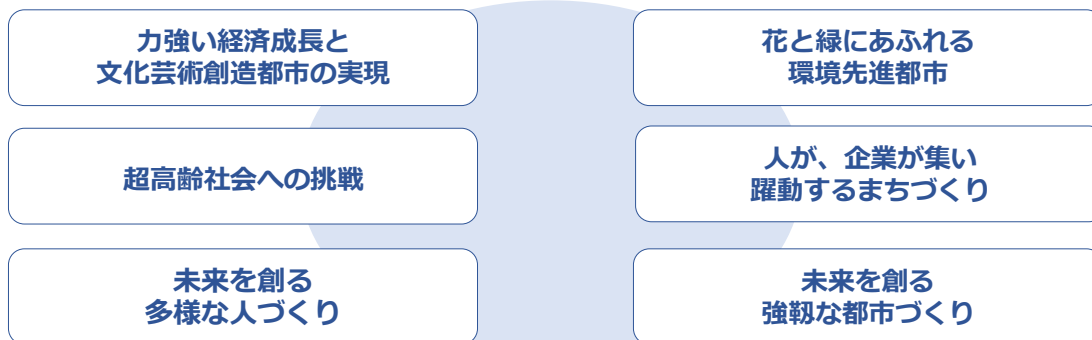 力強い経済成長と
文化芸術創造都市の実現
花と緑にあふれる
環境先進都市
超高齢社会への挑戦
人が、企業が集い
躍動するまちづくり
未来を創る
多様な人づくり
未来を創る
強靱な都市づくり